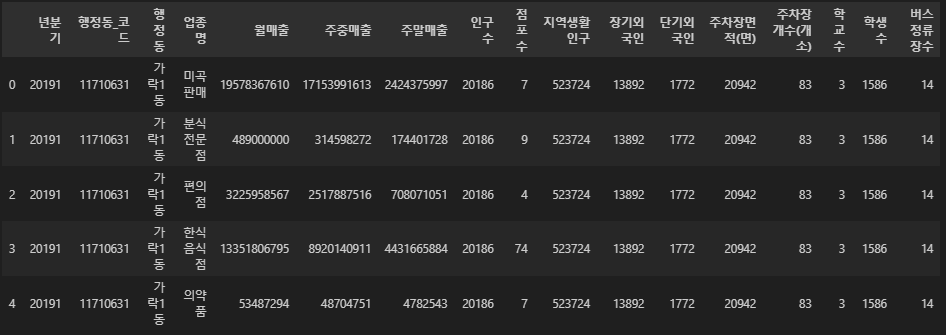 년분기 행정동_코드 행정동 업종명 월매출 주중매출 주말매출 인구수 점포수 지역생활인구 장기외국인 단기외국인 주차장면적(면) 주차장개수(개소) 학교수 학생수 버스정류장수
0 20191 11710631 가락1동 미곡판매 19578367610 17153991613 2424375997 20186 7 523724 13892 1772 20942 83 3 1586 14
1 20191 11710631 가락1동 분식전문점 489000000 314598272 174401728 20186 9 523724 13892 1772 20942 83 3 1586 14
2 20191 11710631 가락1동 편의점 3225958567 2517887516 708071051 20186 4 523724 13892 1772 20942 83 3 1586 14
3 20191 11710631 가락1동 한식음식점 13351806795 8920140911 4431665884 20186 74 523724 13892 1772 20942 83 3 1586 14
4 20191 11710631 가락1동 의약품 53487294 48704751 4782543 20186 7 523724 13892 1772 20942 83 3 1586 14